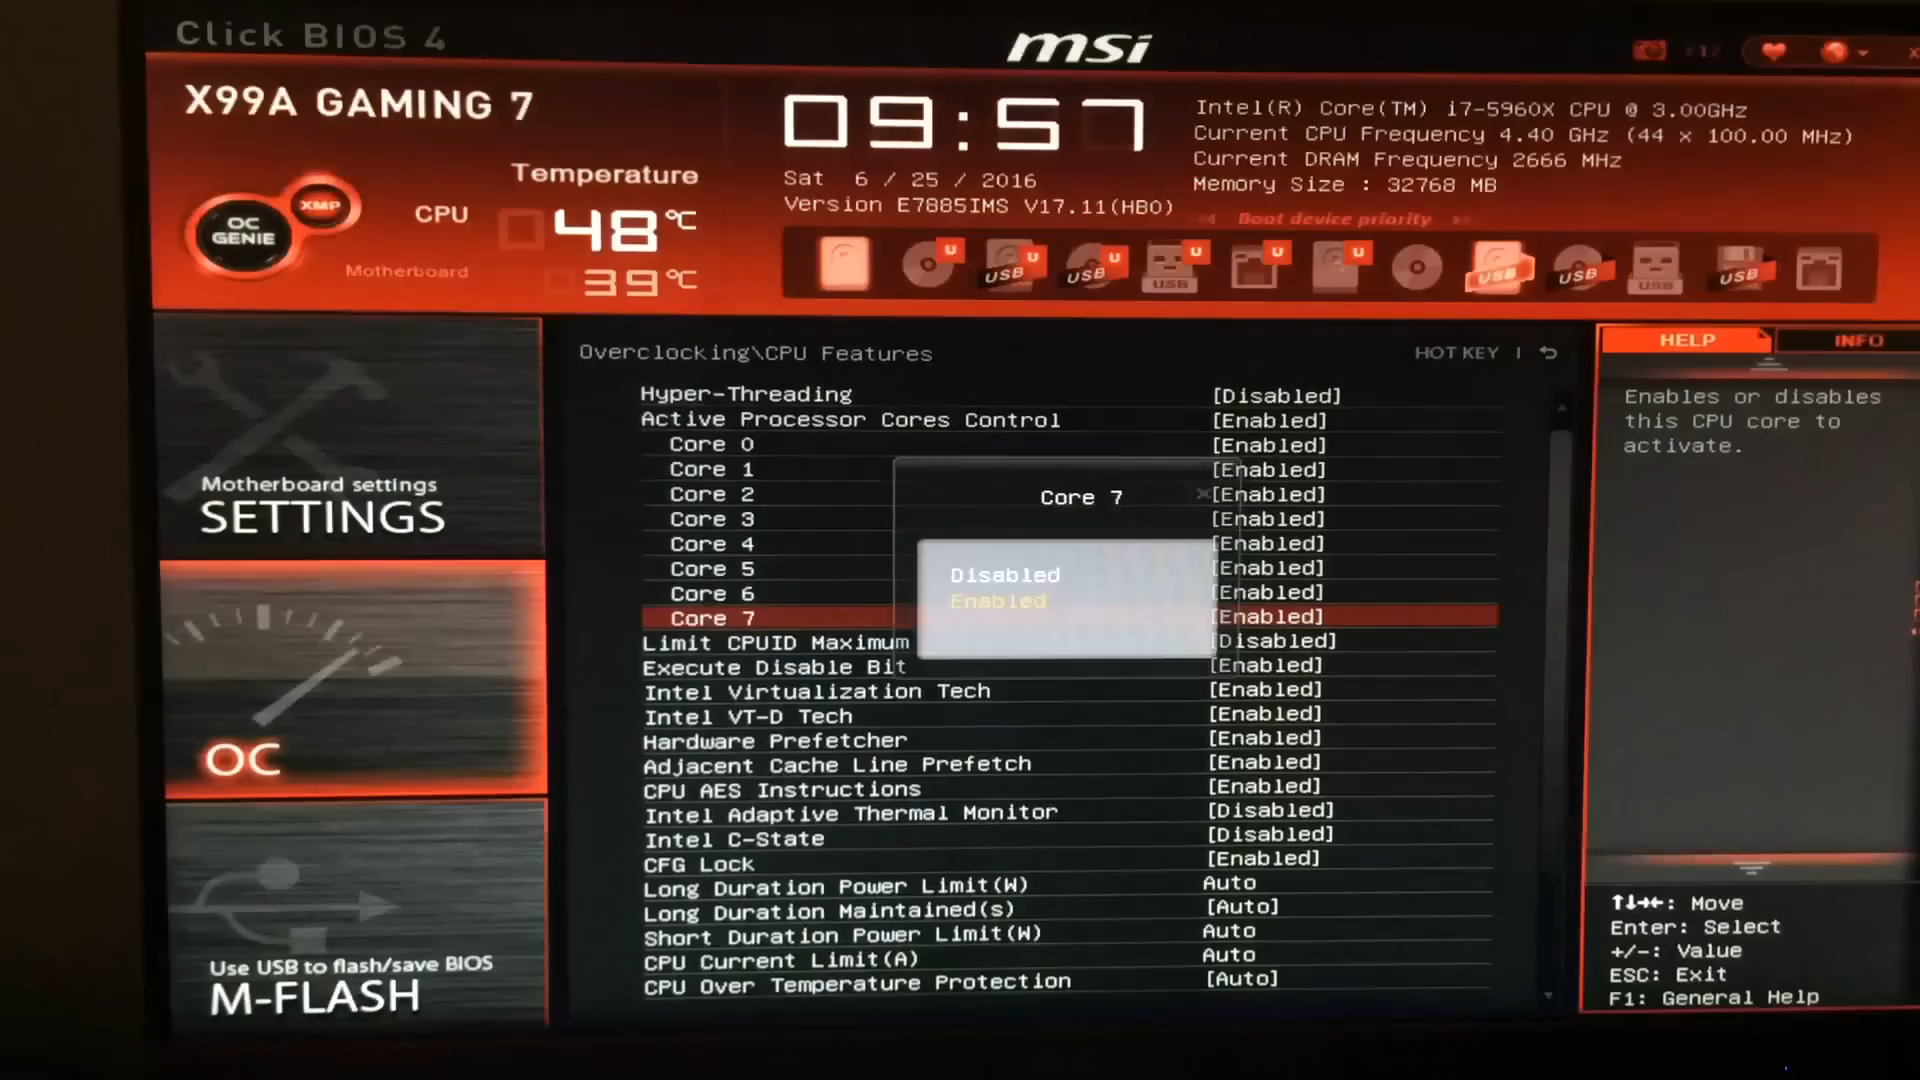 Click BIOS 4
msi
F12
X
X99A GAMING 7
09:57
Intel(R) Core(TM) i7-5960X CPU @ 3.00GHz
Current CPU Frequency 4.40 GHz (44 x 100.00 MHz)
Current DRAM Frequency 2666 MHz
Memory Size : 32768 MB
Sat 6 / 25 / 2016
Version E7885IMS V17.11(HB0)
Boot device priority
OC
GENIE
XMP
Temperature
CPU 48°C
Motherboard 39°C
U
USB U
USB U
USB U
U
U
USB
USB
USB
USB
Motherboard settings
SETTINGS
OC
Use USB to flash/save BIOS
M-FLASH
Overclocking\CPU Features
HOT KEY |
Hyper-Threading [Disabled]
Active Processor Cores Control [Enabled]
Core 0 [Enabled]
Core 1 [Enabled]
Core 2 [Enabled]
Core 3 [Enabled]
Core 4 [Enabled]
Core 5 [Enabled]
Core 6 [Enabled]
Core 7 [Enabled]
Limit CPUID Maximum [Disabled]
Execute Disable Bit [Enabled]
Intel Virtualization Tech [Enabled]
Intel VT-D Tech [Enabled]
Hardware Prefetcher [Enabled]
Adjacent Cache Line Prefetch [Enabled]
CPU AES Instructions [Enabled]
Intel Adaptive Thermal Monitor [Disabled]
Intel C-State [Disabled]
CFG Lock [Enabled]
Long Duration Power Limit(W) Auto
Long Duration Maintained(s) [Auto]
Short Duration Power Limit(W) Auto
CPU Current Limit(A) Auto
CPU Over Temperature Protection [Auto]
Core 7
Disabled
Enabled
HELP
INFO
Enables or disables
this CPU core to
activate.
↑↓→←: Move
Enter: Select
+/-: Value
ESC: Exit
F1: General Help